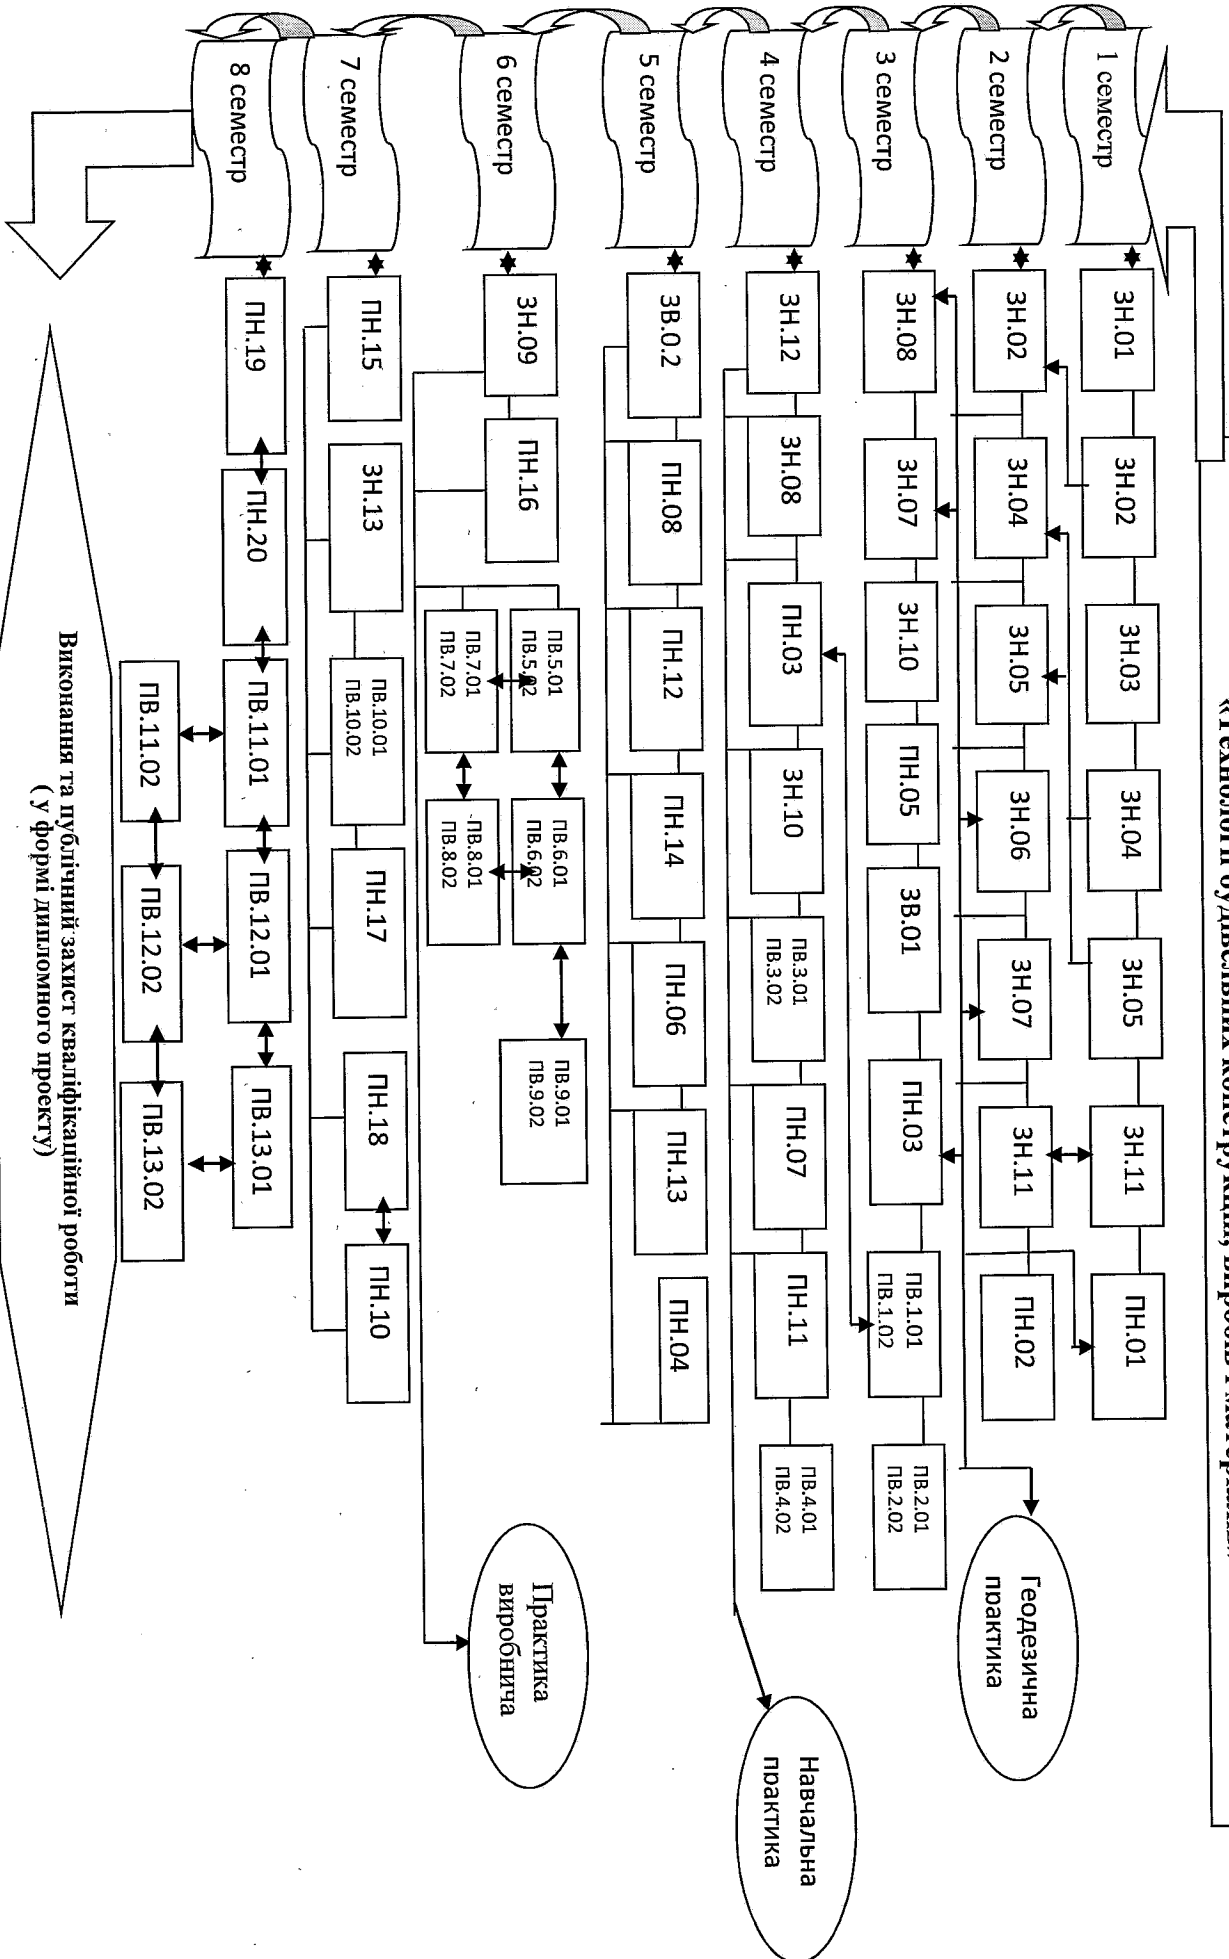 «Технології будівельних конструкцій, виробів і матеріалів»
1 семестр
ЗН.01
ЗН.02
ЗН.03
ЗН.04
ЗН.05
ЗН.11
ПН.01
2 семестр
ЗН.02
ЗН.04
ЗН.05
ЗН.06
ЗН.07
ЗН.11
ПН.02
Геодезична
практика
3 семестр
ЗН.08
ЗН.07
ЗН.10
ПН.05
ЗВ.01
ПН.03
ПВ.1.01
ПВ.1.02
ПВ.2.01
ПВ.2.02
4 семестр
ЗН.12
ЗН.08
ПН.03
ЗН.10
ПВ.3.01
ПВ.3.02
ПН.07
ПН.11
ПВ.4.01
ПВ.4.02
Навчальна
практика
5 семестр
ЗВ.0.2
ПН.08
ПН.12
ПН.14
ПН.06
ПН.13
ПН.04
6 семестр
ЗН.09
ПН.16
ПВ.5.01
ПВ.5.02
ПВ.6.01
ПВ.6.02
ПВ.9.01
ПВ.9.02
ПВ.7.01
ПВ.7.02
ПВ.8.01
ПВ.8.02
Практика
виробнича
7 семестр
ПН.15
ЗН.13
ПВ.10.01
ПВ.10.02
ПН.17
ПН.18
ПН.10
8 семестр
ПН.19
ПН.20
ПВ.11.01
ПВ.12.01
ПВ.13.01
ПВ.11.02
ПВ.12.02
ПВ.13.02
Виконання та публічний захист кваліфікаційної роботи
( у формі дипломного проекту)